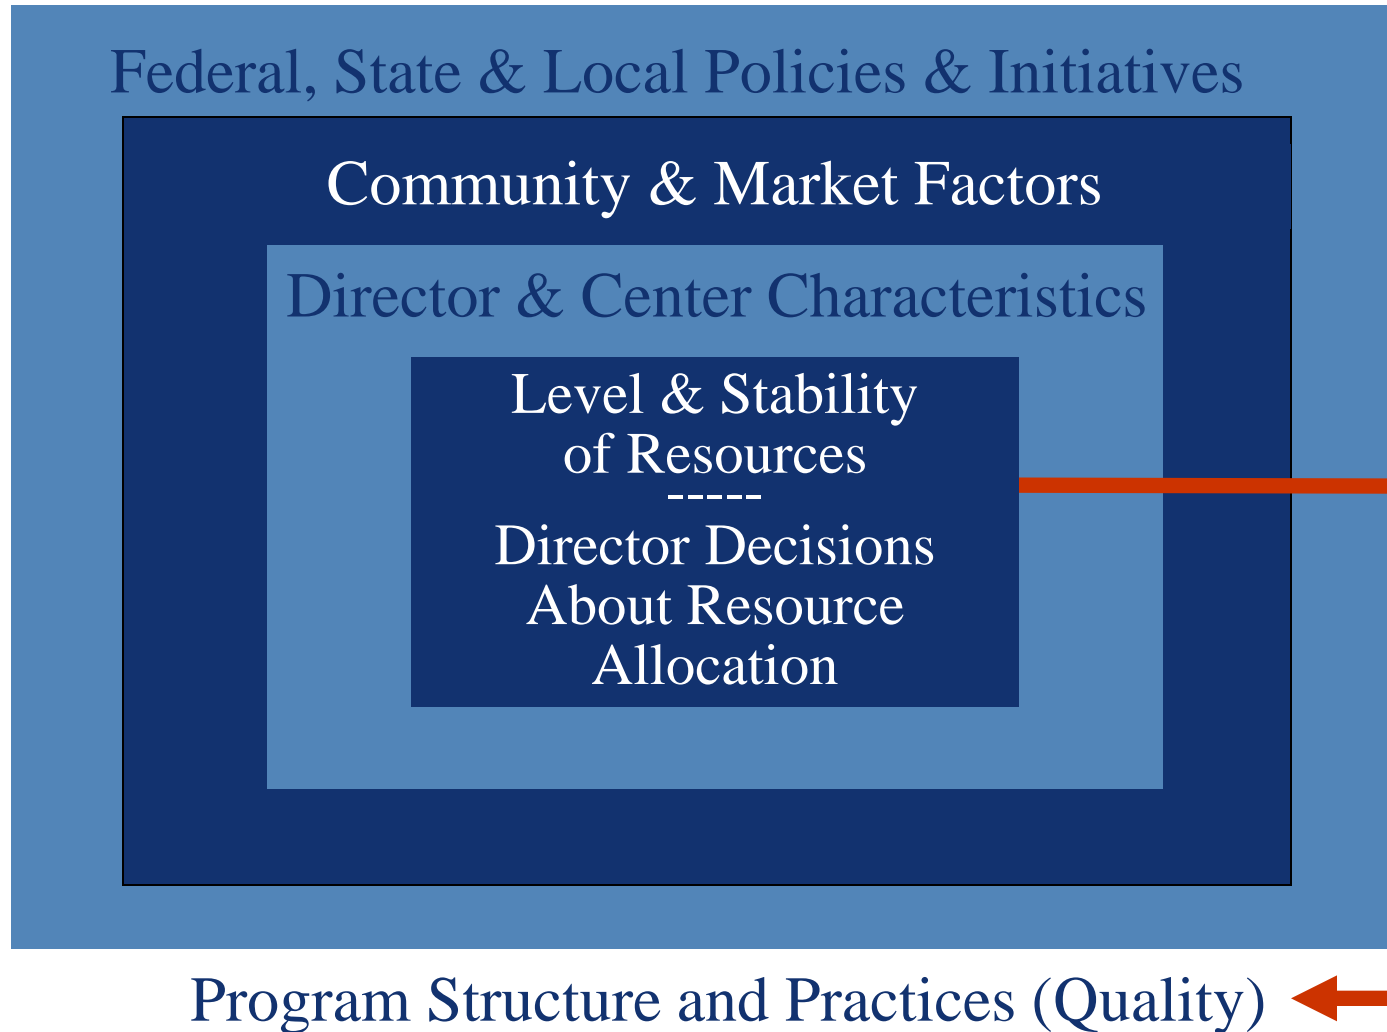 Federal, State & Local Policies & Initiatives
Community & Market Factors
Director & Center Characteristics
Level & Stability
of Resources
-----
Director Decisions
About Resource
Allocation
Program Structure and Practices (Quality)